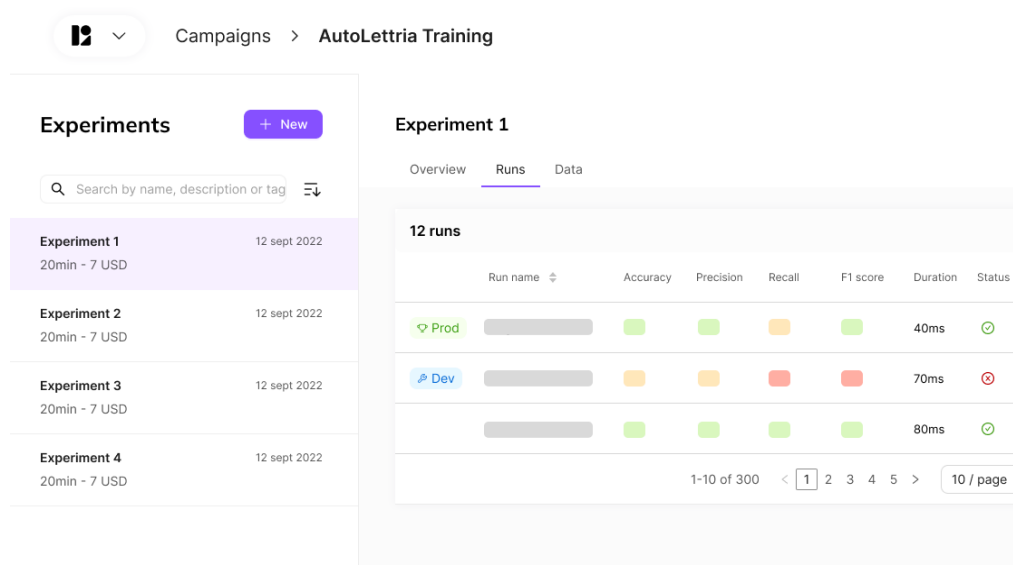 Campaigns > AutoLettria Training
Experiments
+ New
Search by name, description or tag
Experiment 1 12 sept 2022
20min - 7 USD
Experiment 2 12 sept 2022
20min - 7 USD
Experiment 3 12 sept 2022
20min - 7 USD
Experiment 4 12 sept 2022
20min - 7 USD
Experiment 1
Overview Runs Data
12 runs
Run name Accuracy Precision Recall F1 score Duration Status
Prod 40ms
Dev 70ms
80ms
1-10 of 300 < 1 2 3 4 5 > 10 / page